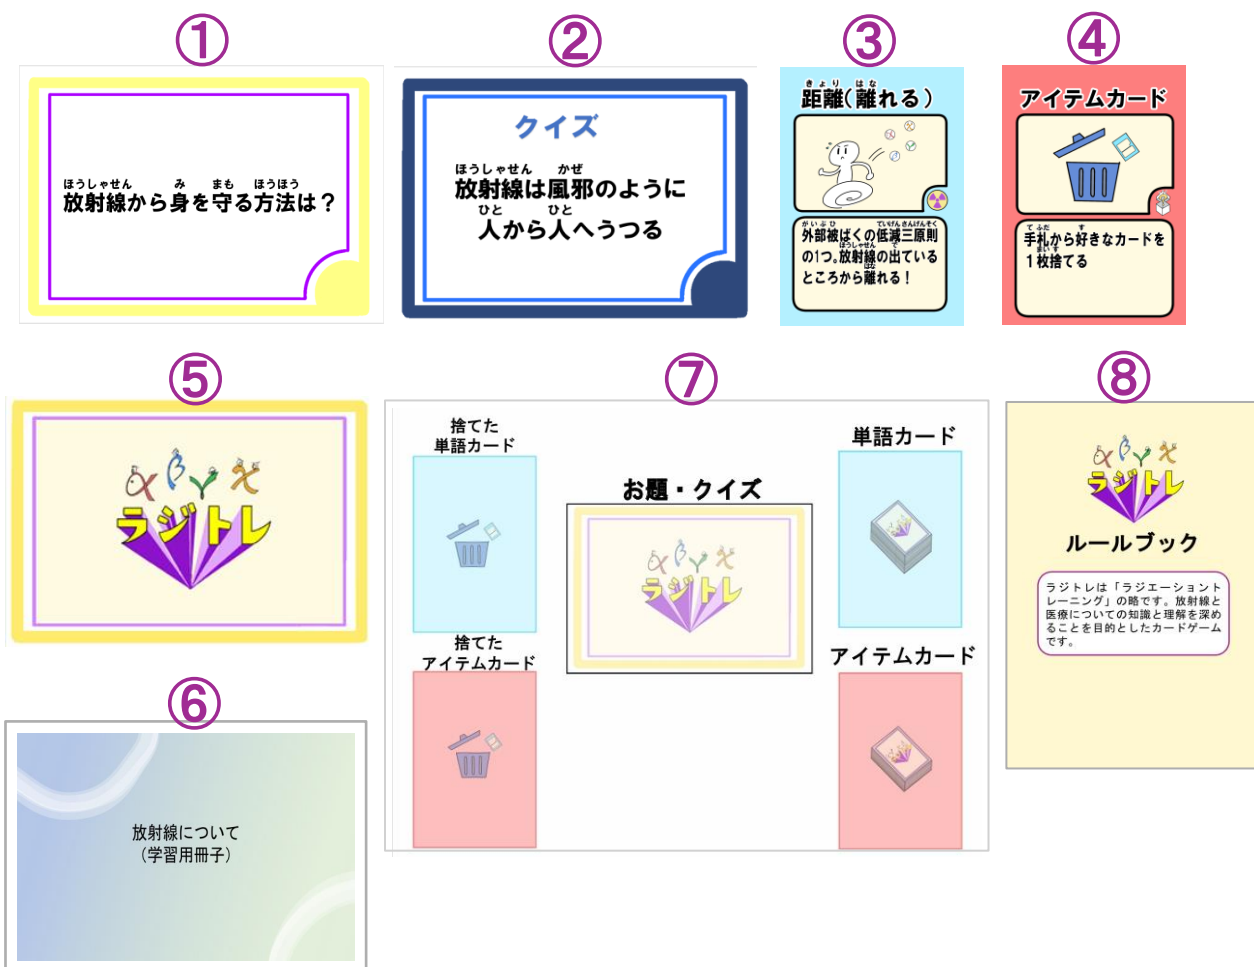 ①
放射線から身を守る方法は？
ほうしゃせん み まも ほうほう
②
クイズ
ほうしゃせん かぜ
放射線は風邪のように
ひと ひと
人から人へうつる
③
きょり はな
距離(離れる)
がいぶひ ていげんさんげんそく
外部被ばくの低減三原則
ほうしゃせん で
の1つ。放射線の出ている
はな
ところから離れる！
④
アイテムカード
てふだ す
手札から好きなカードを
まいす
1枚捨てる
⑤
αβγχ
ラジトレ
⑥
放射線について
(学習用冊子)
⑦
捨てた
単語カード
単語カード
お題・クイズ
αβγχ
ラジトレ
捨てた
アイテムカード
アイテムカード
⑧
αβγχ
ラジトレ
ルールブック
ラジトレは「ラジエーショント
レーニング」の略です。放射線と
医療についての知識と理解を深め
ることを目的としたカードゲーム
です。